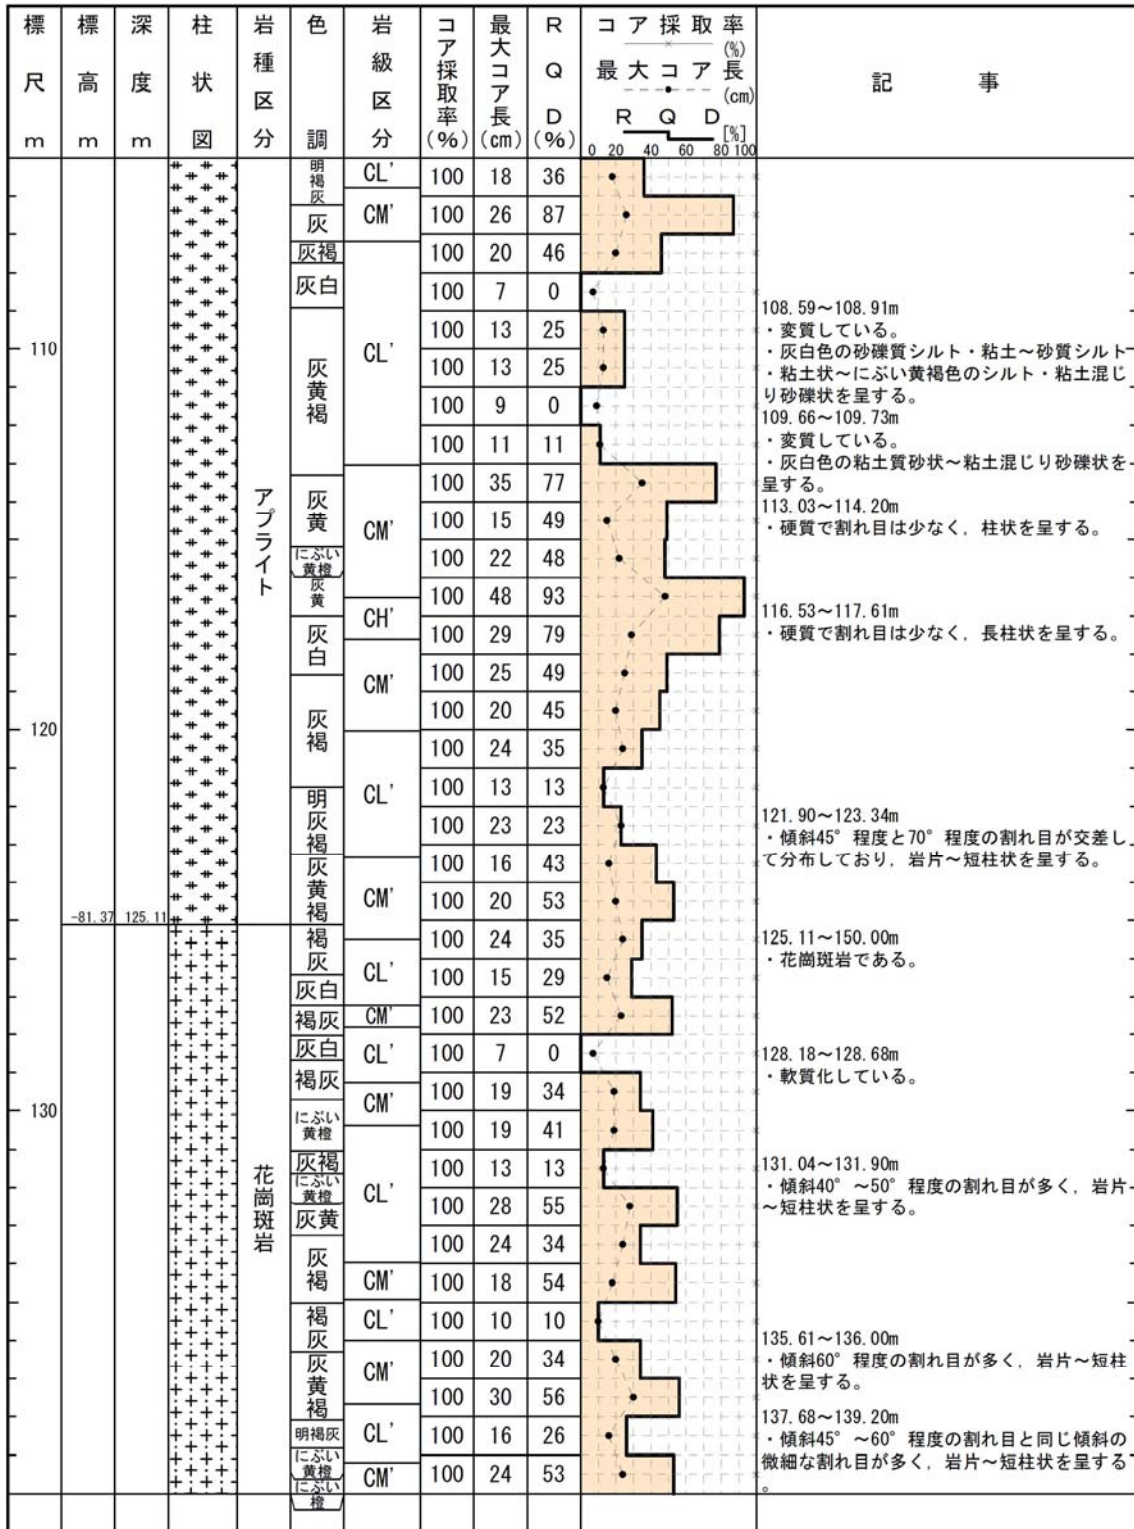 標尺m
標高m
深度m
柱状図
岩種区分
色調
岩級区分
コア採取率(%)
最大コア長(cm)
RQD(%)
コア採取率
(%)
最大コア長
(cm)
RQD
[%]
0 20 40 60 80 100
記事
110
120
130
-81.37 125.11
アプライト
花崗斑岩
明褐灰
灰
灰褐
灰白
灰黄褐
灰黄
にぶい
黄橙
灰黄
灰白
灰褐
明灰褐
灰黄褐
褐灰
灰白
褐灰
灰白
褐灰
にぶい
黄橙
灰褐
にぶい
黄橙
灰黄
灰褐
褐灰
灰黄褐
明褐灰
にぶい
黄橙
にぶい
橙
CL'
CM'
CL'
CM'
CH'
CM'
CL'
CM'
CL'
CM'
CL'
CM'
CL'
CM'
CL'
CM'
CL'
CM'
100 18 36
100 26 87
100 20 46
100 7 0
100 13 25
100 13 25
100 9 0
100 11 11
100 35 77
100 15 49
100 22 48
100 48 93
100 29 79
100 25 49
100 20 45
100 24 35
100 13 13
100 23 23
100 16 43
100 20 53
100 24 35
100 15 29
100 23 52
100 7 0
100 19 34
100 19 41
100 13 13
100 28 55
100 24 34
100 18 54
100 10 10
100 20 34
100 30 56
100 16 26
100 24 53
108.59～108.91m
・変質している。
・灰白色の砂礫質シルト・粘土～砂質シルト
・粘土状～にぶい黄褐色のシルト・粘土混じ
り砂礫状を呈する。
109.66～109.73m
・変質している。
・灰白色の粘土質砂状～粘土混じり砂礫状を
呈する。
113.03～114.20m
・硬質で割れ目は少なく，柱状を呈する。
116.53～117.61m
・硬質で割れ目は少なく，長柱状を呈する。
121.90～123.34m
・傾斜45°程度と70°程度の割れ目が交差し
て分布しており，岩片～短柱状を呈する。
125.11～150.00m
・花崗斑岩である。
128.18～128.68m
・軟質化している。
131.04～131.90m
・傾斜40°～50°程度の割れ目が多く，岩片
～短柱状を呈する。
135.61～136.00m
・傾斜60°程度の割れ目が多く，岩片～短柱
状を呈する。
137.68～139.20m
・傾斜45°～60°程度の割れ目と同じ傾斜の
微細な割れ目が多く，岩片～短柱状を呈する
。